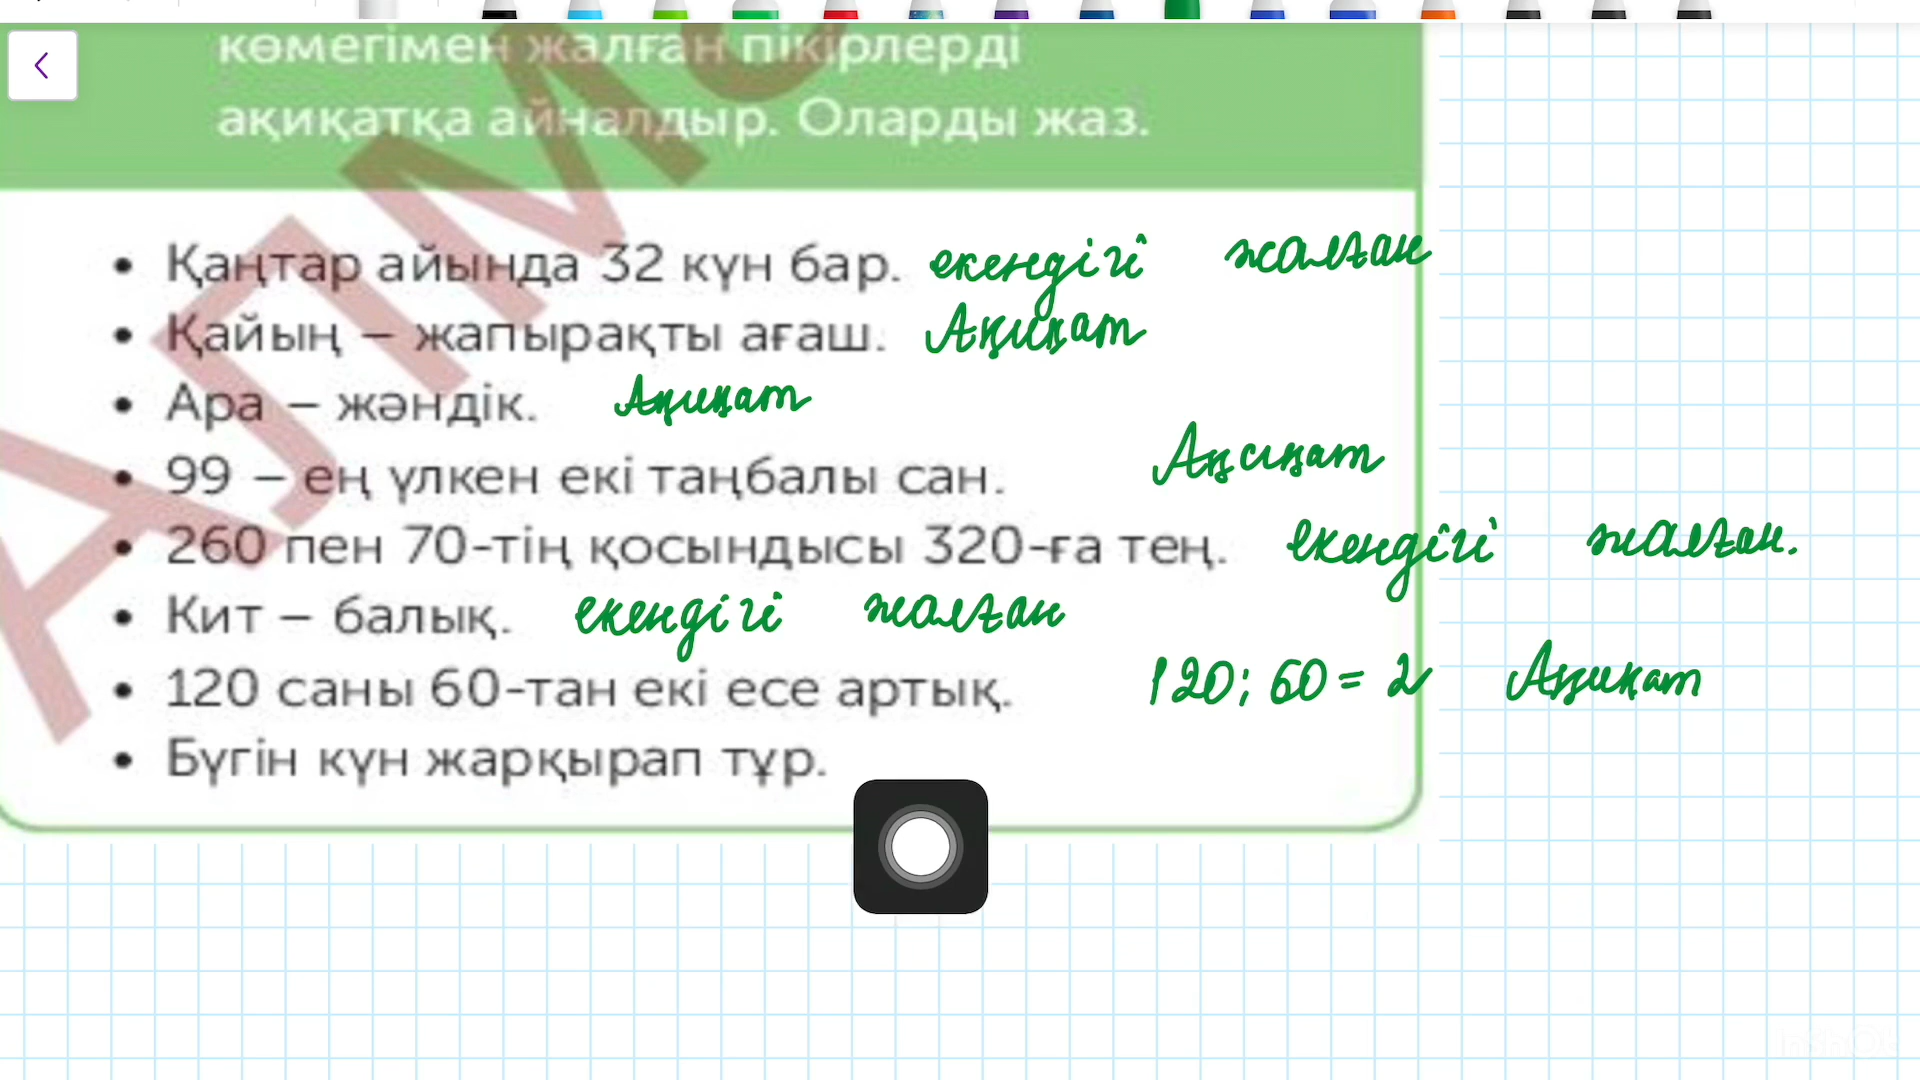 көмегімен жалған пікірлерді
ақиқатқа айналдыр. Оларды жаз.
• Қаңтар айында 32 күн бар. екендігі жалған
• Қайың – жапырақты ағаш. Ақиқат
• Ара – жәндік. Ақиқат
• 99 – ең үлкен екі таңбалы сан. Ақиқат
• 260 пен 70-тің қосындысы 320-ға тең. екендігі жалған.
• Кит – балық. екендігі жалған
• 120 саны 60-тан екі есе артық. 120 : 60 = 2 Ақиқат
• Бүгін күн жарқырап тұр.